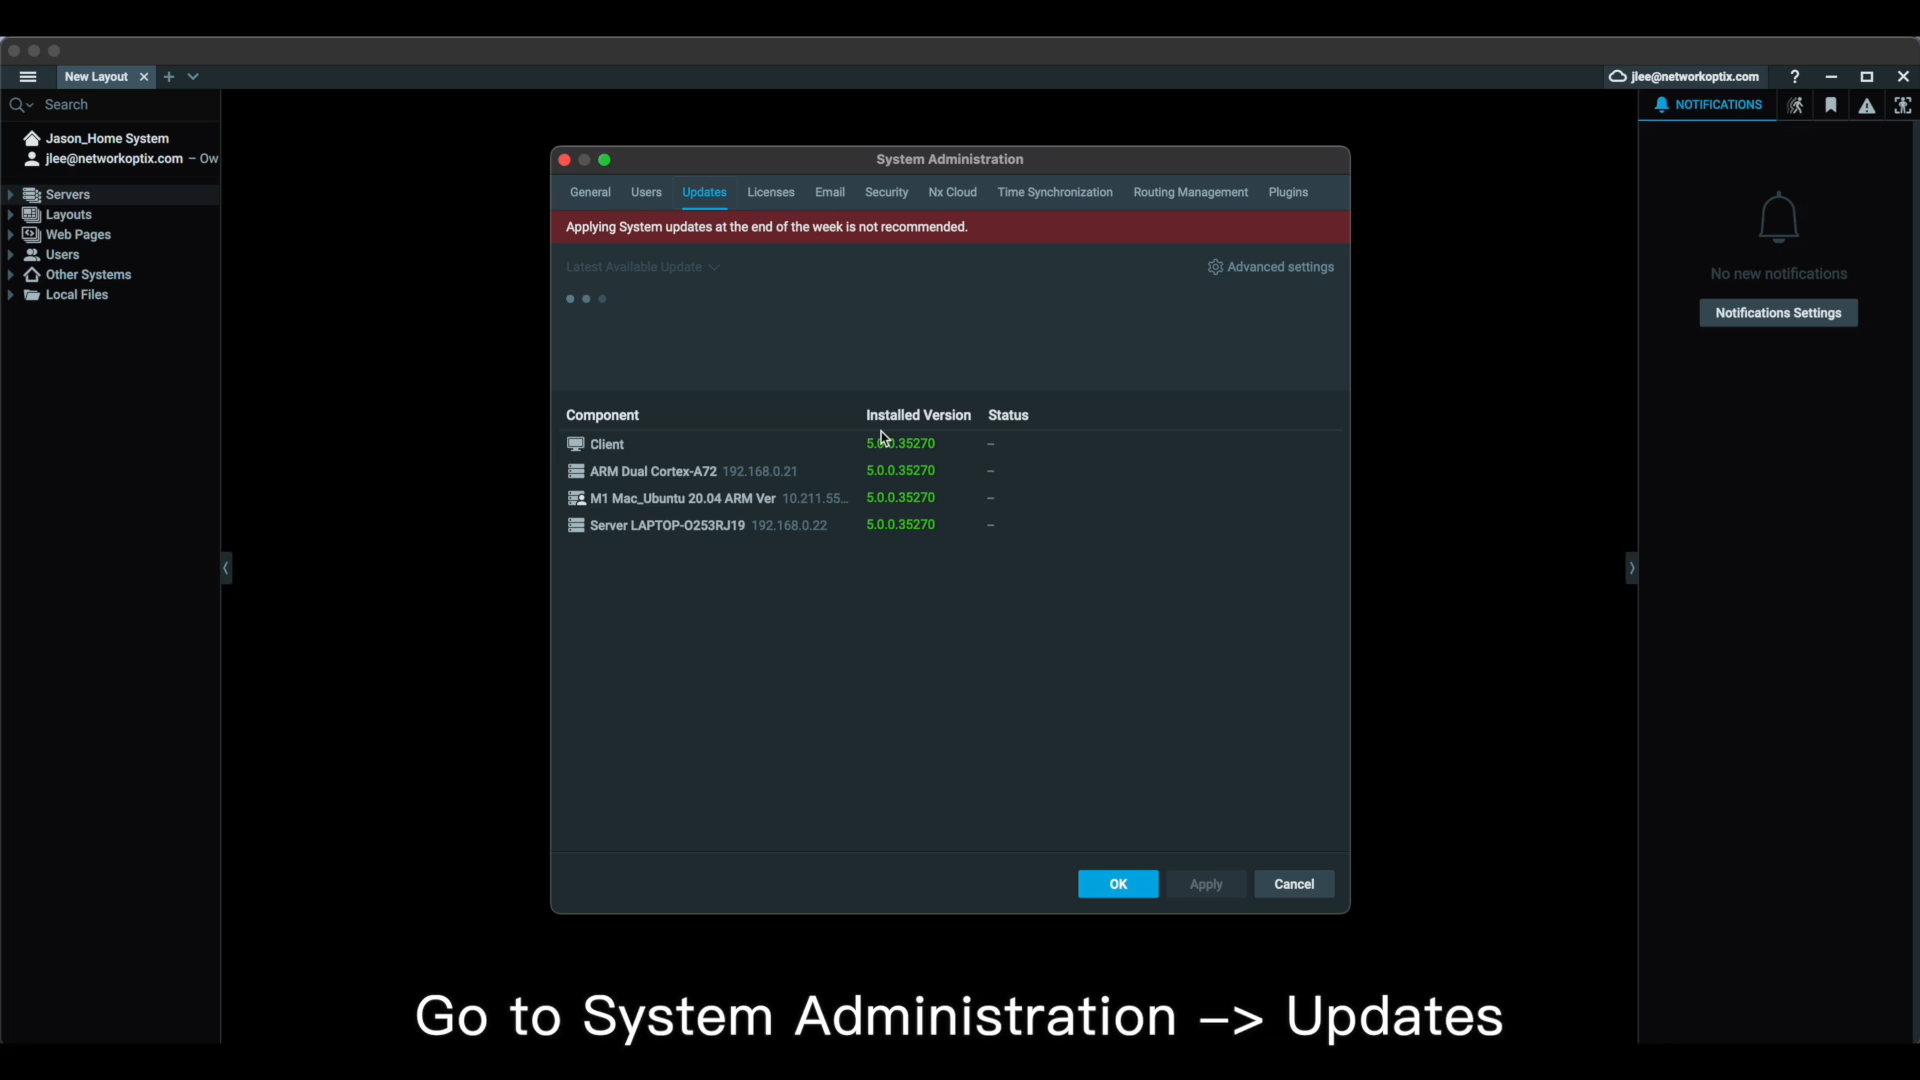 New Layout
jlee@networkoptix.com
Search
NOTIFICATIONS
Jason_Home System
jlee@networkoptix.com – Ow
Servers
Layouts
Web Pages
Users
Other Systems
Local Files
System Administration
General Users Updates Licenses Email Security Nx Cloud Time Synchronization Routing Management Plugins
Applying System updates at the end of the week is not recommended.
Latest Available Update
Advanced settings
Component Installed Version Status
Client 5.0.0.35270 –
ARM Dual Cortex-A72 192.168.0.21 5.0.0.35270 –
M1 Mac_Ubuntu 20.04 ARM Ver 10.211.55... 5.0.0.35270 –
Server LAPTOP-O253RJ19 192.168.0.22 5.0.0.35270 –
OK Apply Cancel
No new notifications
Notifications Settings
Go to System Administration –> Updates